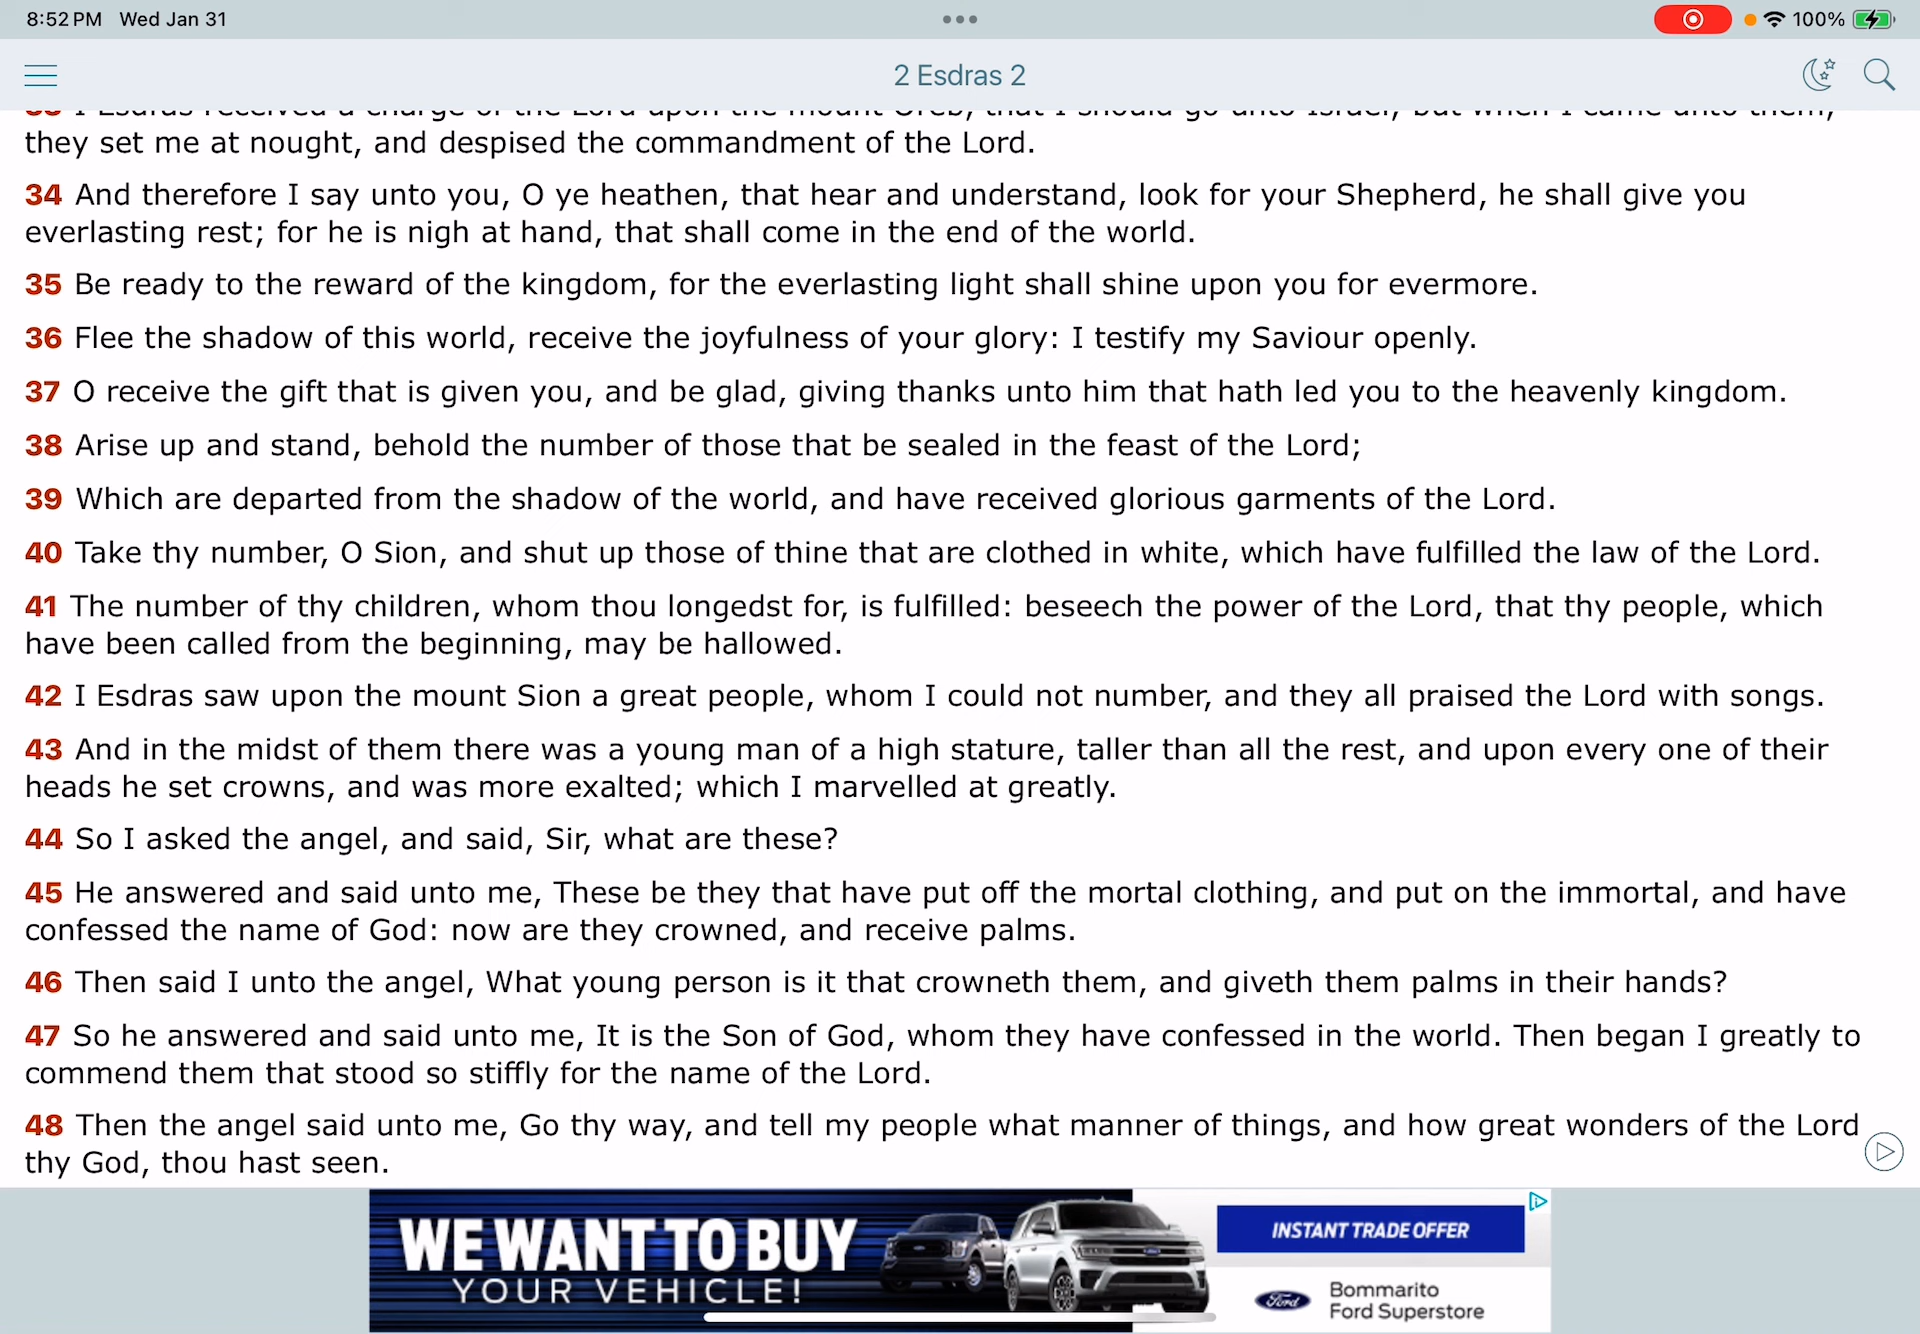 8:52 PM Wed Jan 31
100%
2 Esdras 2
33 I Esdras received a charge of the Lord upon the mount Oreb, that I should go unto Israel; but when I came unto them,
they set me at nought, and despised the commandment of the Lord.
34 And therefore I say unto you, O ye heathen, that hear and understand, look for your Shepherd, he shall give you
everlasting rest; for he is nigh at hand, that shall come in the end of the world.
35 Be ready to the reward of the kingdom, for the everlasting light shall shine upon you for evermore.
36 Flee the shadow of this world, receive the joyfulness of your glory: I testify my Saviour openly.
37 O receive the gift that is given you, and be glad, giving thanks unto him that hath led you to the heavenly kingdom.
38 Arise up and stand, behold the number of those that be sealed in the feast of the Lord;
39 Which are departed from the shadow of the world, and have received glorious garments of the Lord.
40 Take thy number, O Sion, and shut up those of thine that are clothed in white, which have fulfilled the law of the Lord.
41 The number of thy children, whom thou longedst for, is fulfilled: beseech the power of the Lord, that thy people, which
have been called from the beginning, may be hallowed.
42 I Esdras saw upon the mount Sion a great people, whom I could not number, and they all praised the Lord with songs.
43 And in the midst of them there was a young man of a high stature, taller than all the rest, and upon every one of their
heads he set crowns, and was more exalted; which I marvelled at greatly.
44 So I asked the angel, and said, Sir, what are these?
45 He answered and said unto me, These be they that have put off the mortal clothing, and put on the immortal, and have
confessed the name of God: now are they crowned, and receive palms.
46 Then said I unto the angel, What young person is it that crowneth them, and giveth them palms in their hands?
47 So he answered and said unto me, It is the Son of God, whom they have confessed in the world. Then began I greatly to
commend them that stood so stiffly for the name of the Lord.
48 Then the angel said unto me, Go thy way, and tell my people what manner of things, and how great wonders of the Lord
thy God, thou hast seen.
WE WANT TO BUY
YOUR VEHICLE!
INSTANT TRADE OFFER
Ford
Bommarito
Ford Superstore